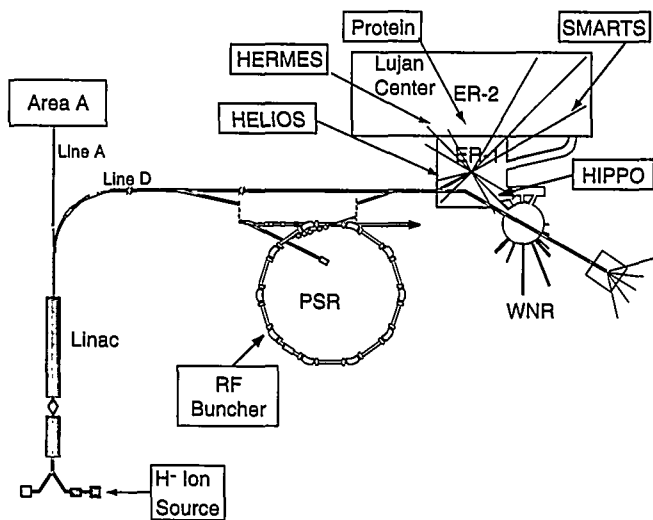 Protein
SMARTS
HERMES
Lujan
Center
ER-2
Area A
HELIOS
Line A
ER-1
Line D
HIPPO
PSR
WNR
Linac
RF
Buncher
H- Ion
Source